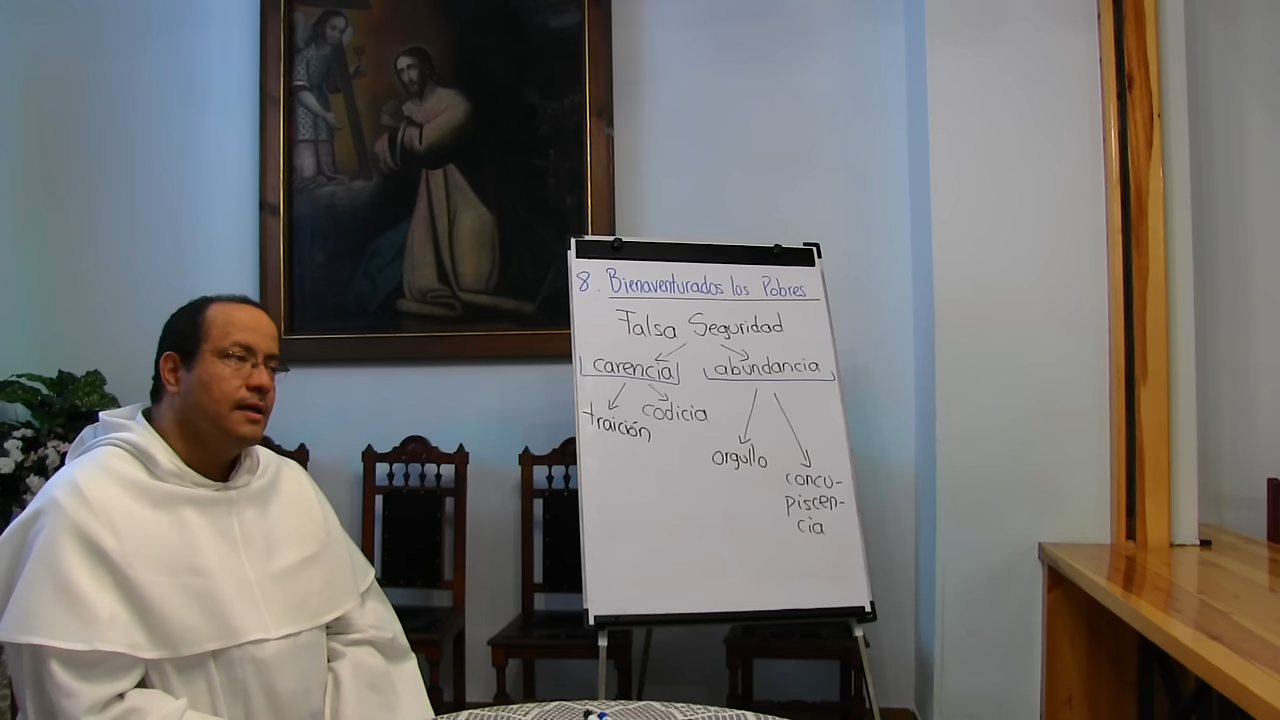 8. Bienaventurados los Pobres
Falsa Seguridad
carencia abundancia
traición codicia
orgullo
concu-
piscen-
cia